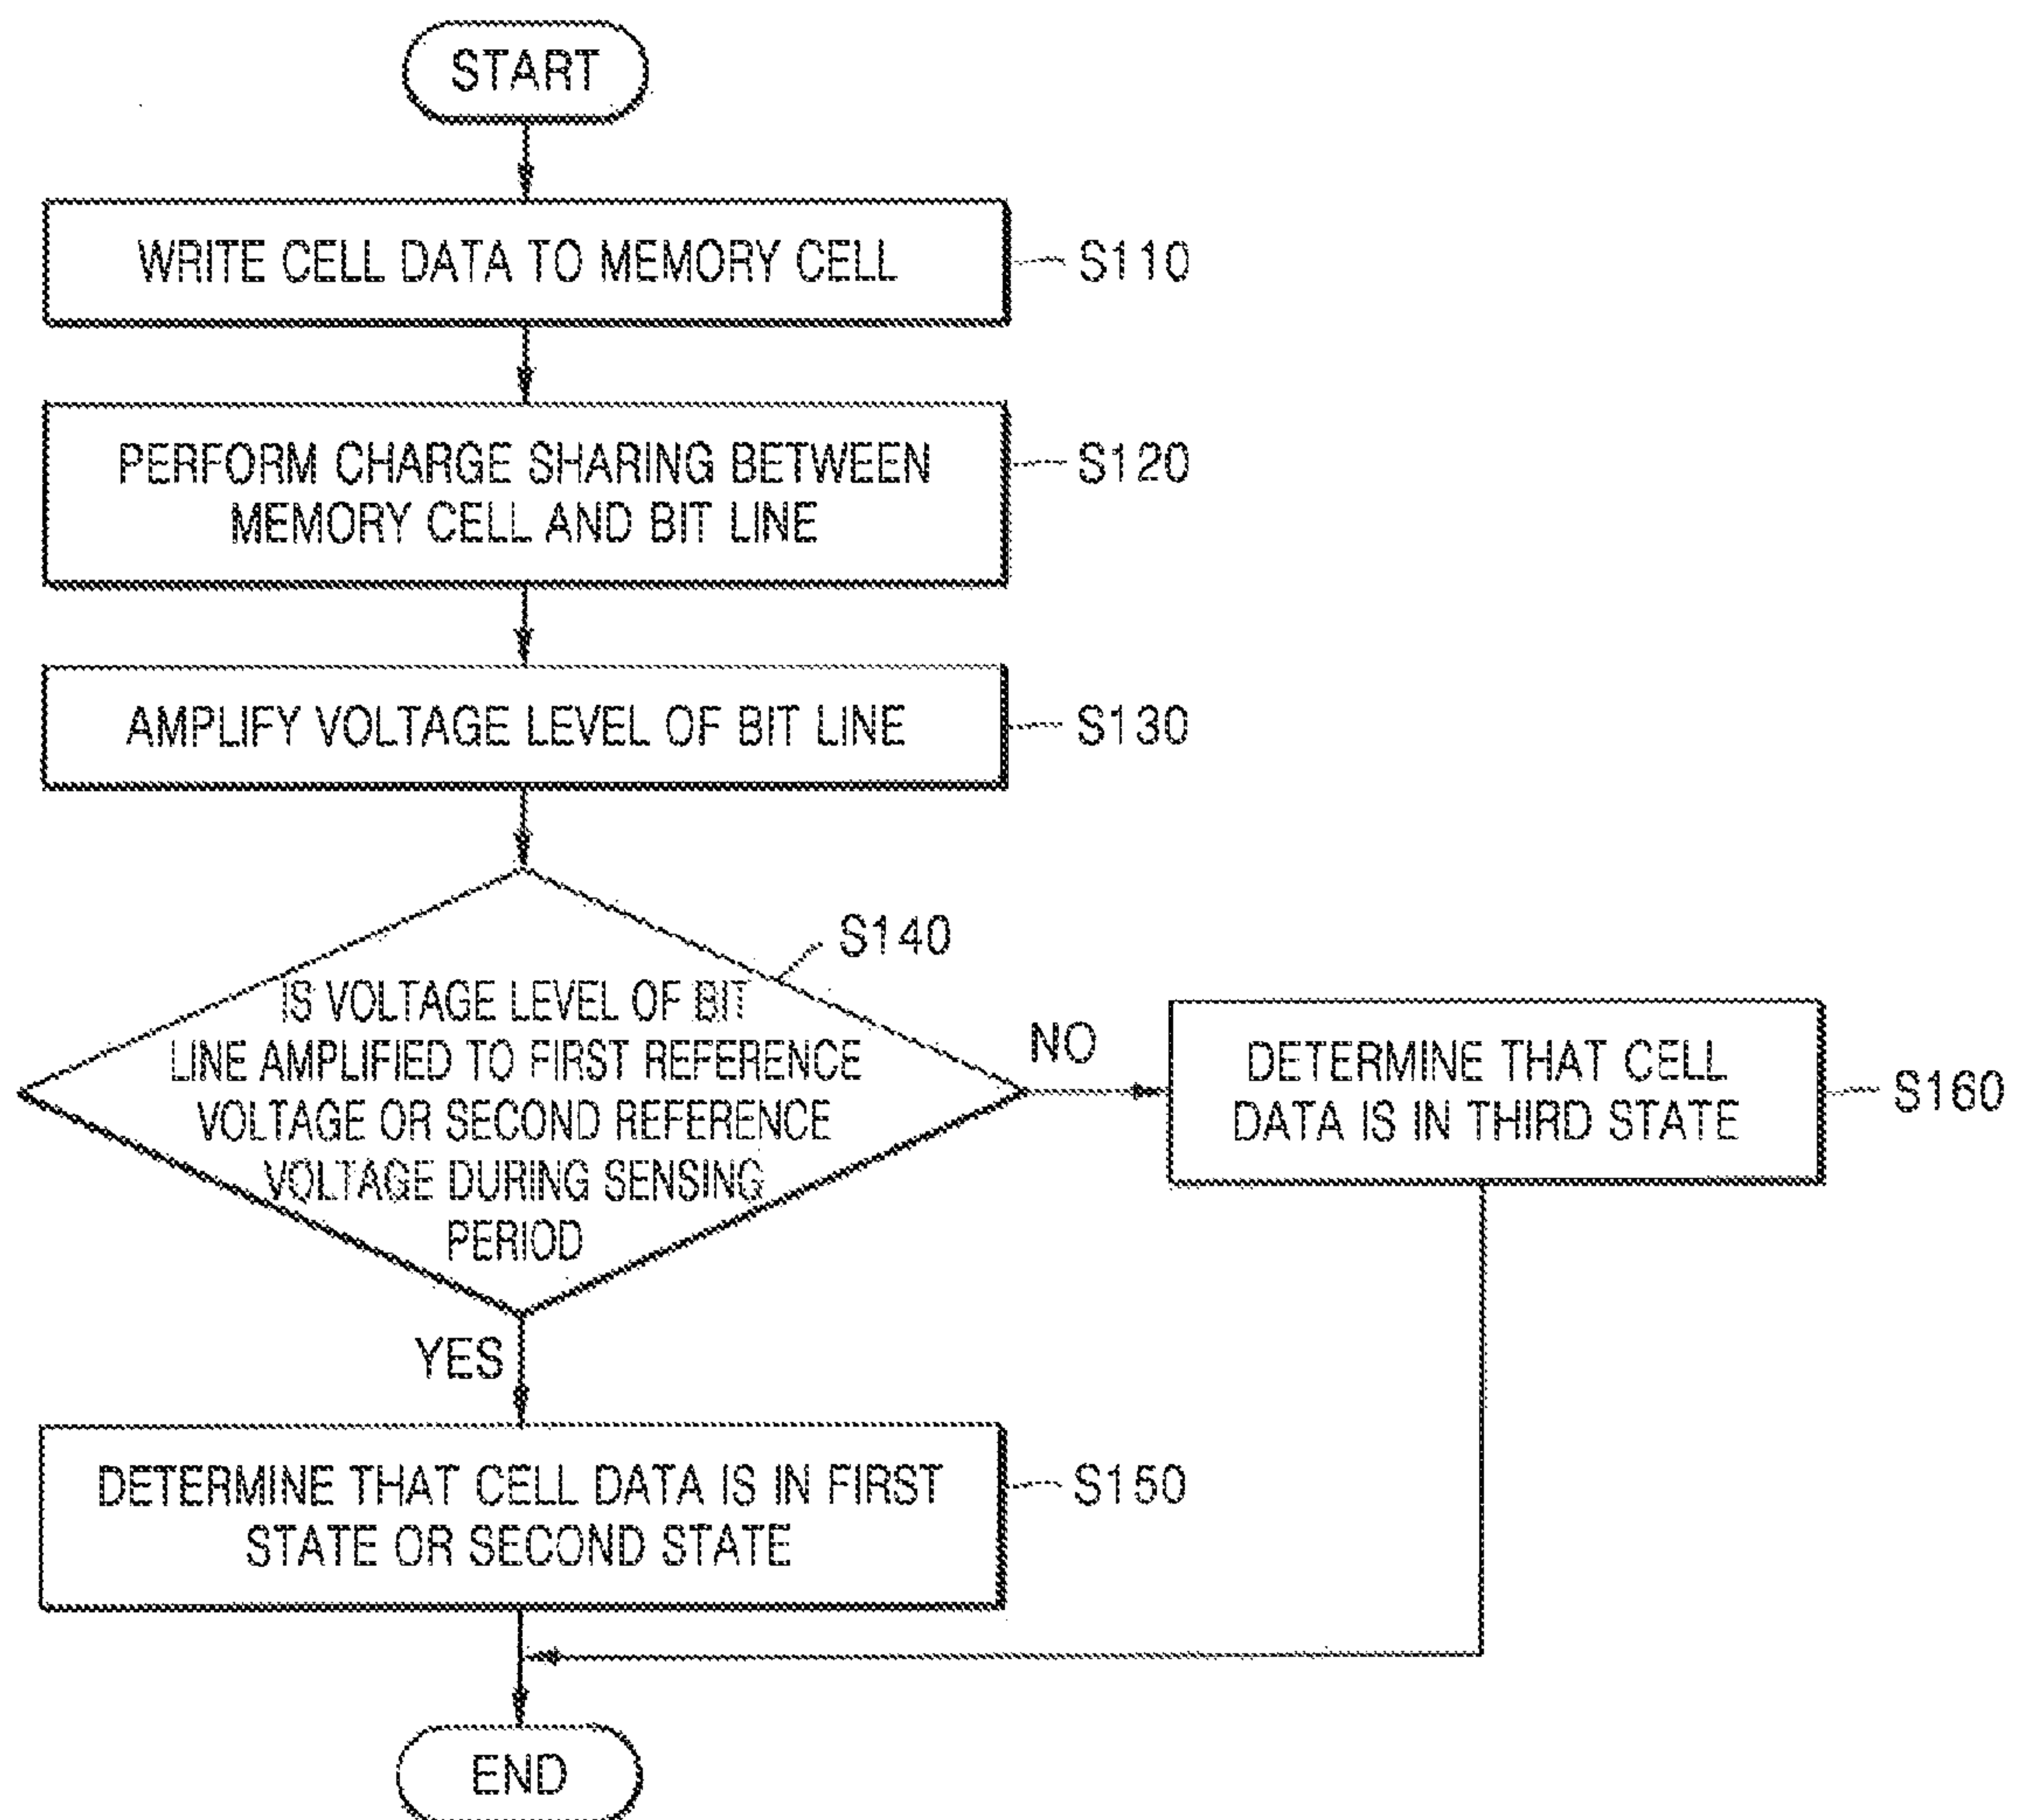 START
WRITE CELL DATA TO MEMORY CELL
S110
PERFORM CHARGE SHARING BETWEEN
MEMORY CELL AND BIT LINE
S120
AMPLIFY VOLTAGE LEVEL OF BIT LINE
S130
S140
IS VOLTAGE LEVEL OF BIT
LINE AMPLIFIED TO FIRST REFERENCE
VOLTAGE OR SECOND REFERENCE
VOLTAGE DURING SENSING
PERIOD
NO
DETERMINE THAT CELL
DATA IS IN THIRD STATE
S160
YES
DETERMINE THAT CELL DATA IS IN FIRST
STATE OR SECOND STATE
S150
END